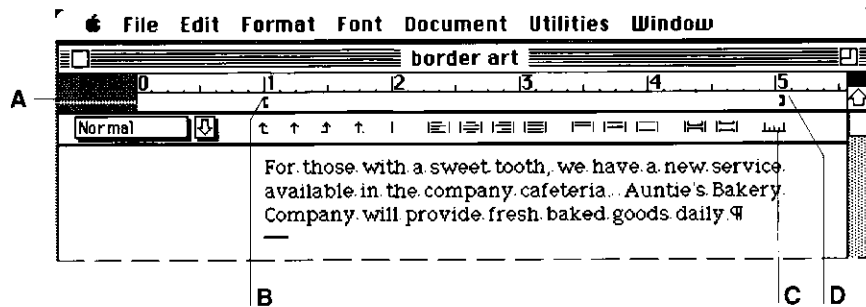 File Edit Format Font Document Utilities Window
border art
0 1 2 3 4 5
A
Normal
For those with a sweet tooth, we have a new service
available in the company cafeteria. Auntie's Bakery
Company will provide fresh baked goods daily.¶
B C D